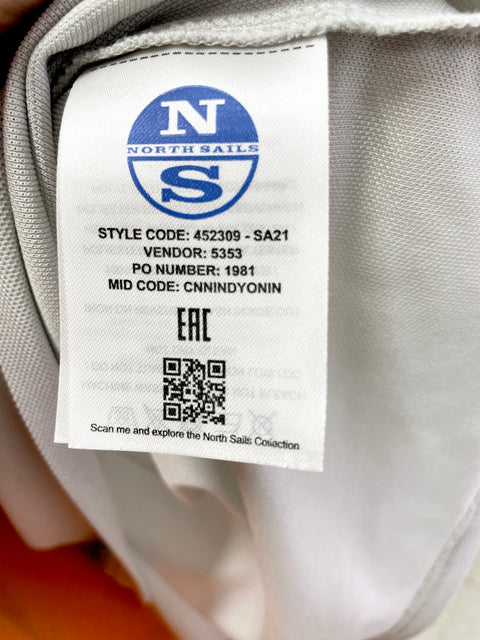 N
NORTH SAILS
S
STYLE CODE: 452309 - SA21
VENDOR: 5353
PO NUMBER: 1981
MID CODE: CNNINDYONIN
EAC
Scan me and explore the North Sails Collection